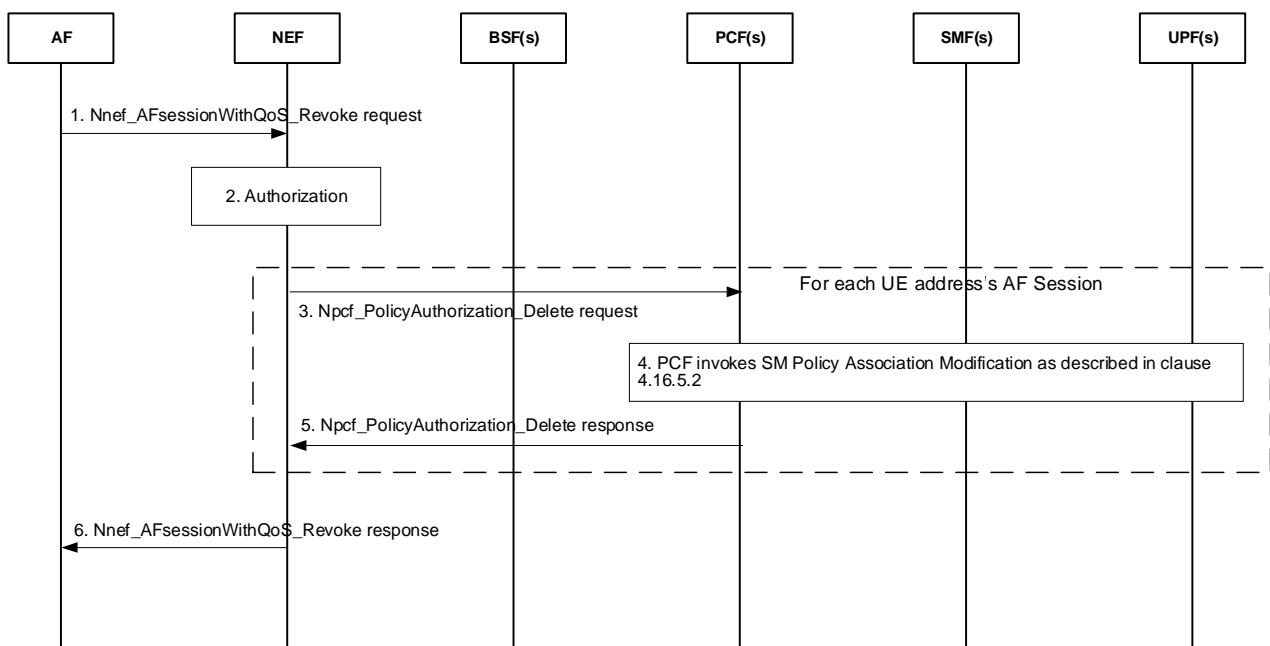 AF
NEF
BSF(s)
PCF(s)
SMF(s)
UPF(s)
1. Nnef_AFsessionWithQoS_Revoke request
2. Authorization
For each UE address's AF Session
3. Npcf_PolicyAuthorization_Delete request
4. PCF invokes SM Policy Association Modification as described in clause
4.16.5.2
5. Npcf_PolicyAuthorization_Delete response
6. Nnef_AFsessionWithQoS_Revoke response